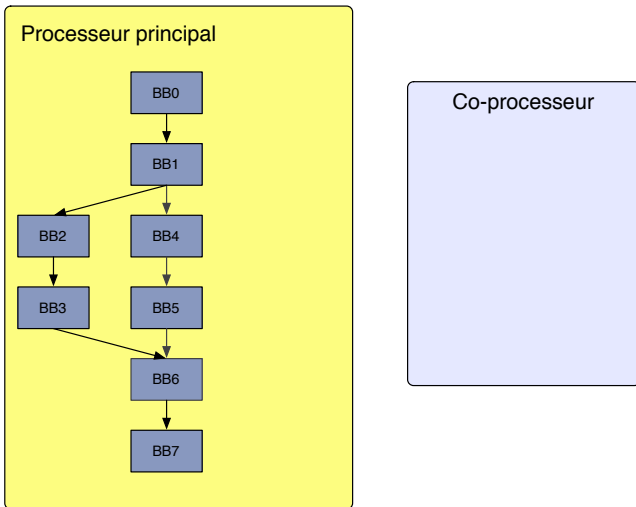 Processeur principal
BB0
BB1
BB2
BB4
BB3
BB5
BB6
BB7
Co-processeur